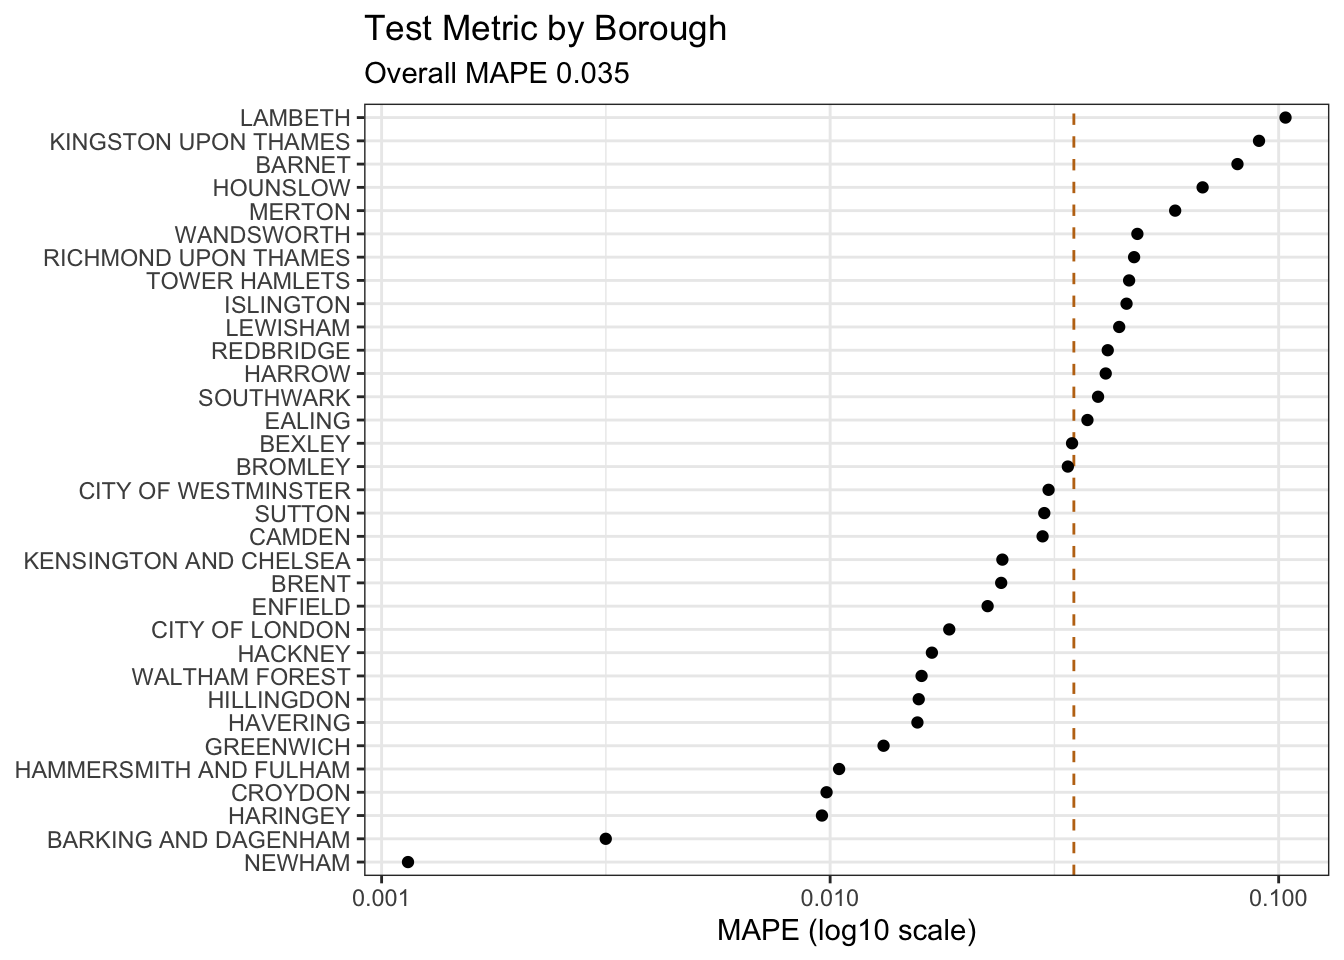 Test Metric by Borough
Overall MAPE 0.035
LAMBETH
KINGSTON UPON THAMES
BARNET
HOUNSLOW
MERTON
WANDSWORTH
RICHMOND UPON THAMES
TOWER HAMLETS
ISLINGTON
LEWISHAM
REDBRIDGE
HARROW
SOUTHWARK
EALING
BEXLEY
BROMLEY
CITY OF WESTMINSTER
SUTTON
CAMDEN
KENSINGTON AND CHELSEA
BRENT
ENFIELD
CITY OF LONDON
HACKNEY
WALTHAM FOREST
HILLINGDON
HAVERING
GREENWICH
HAMMERSMITH AND FULHAM
CROYDON
HARINGEY
BARKING AND DAGENHAM
NEWHAM
0.001 0.010 0.100
MAPE (log10 scale)